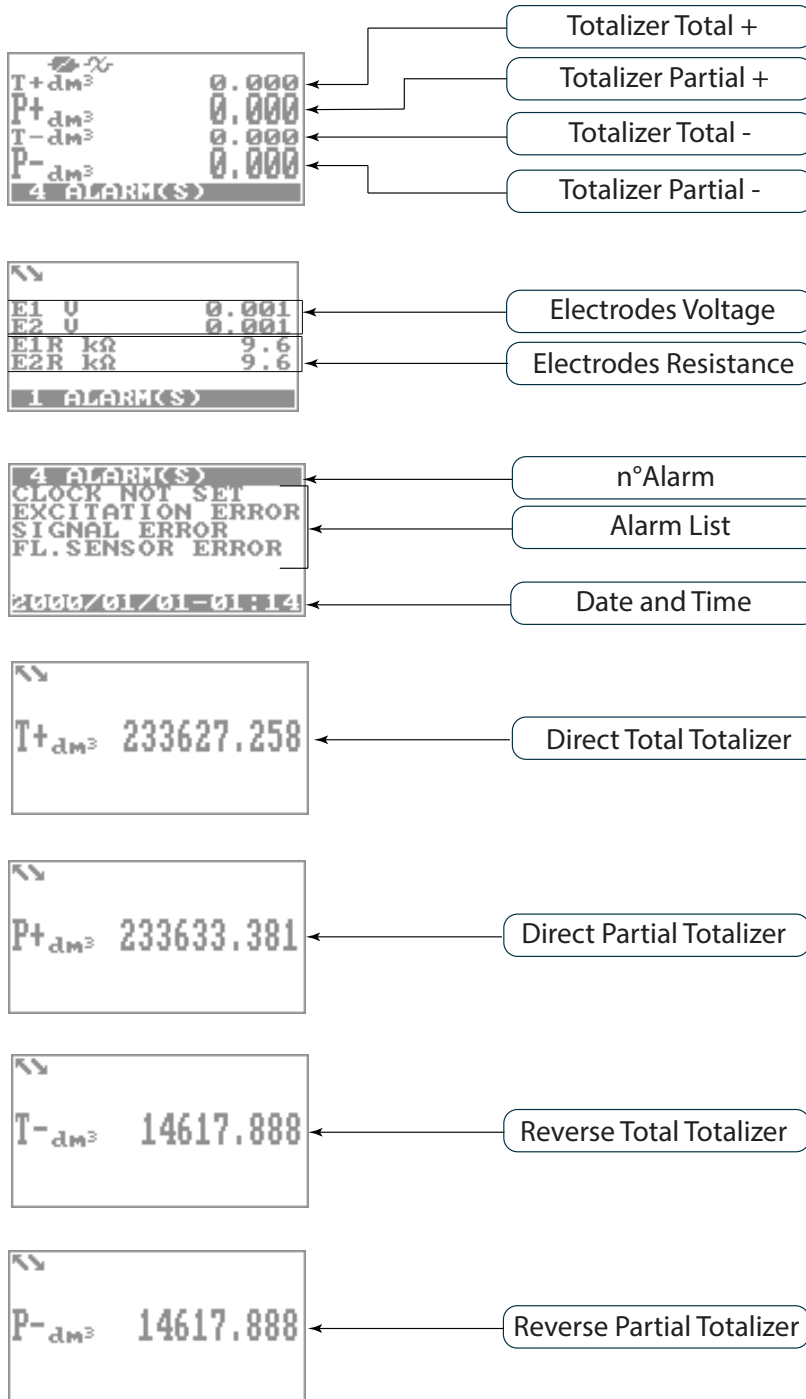 Totalizer Total +
T+dm³ 0.000
Totalizer Partial +
P+dm³ 0.000
Totalizer Total -
T-dm³ 0.000
Totalizer Partial -
P-dm³ 0.000
4 ALARM(S)
E1 V 0.001
E2 V 0.001
Electrodes Voltage
E1R kΩ 9.6
E2R kΩ 9.6
Electrodes Resistance
1 ALARM(S)
4 ALARM(S)
n°Alarm
CLOCK NOT SET
EXCITATION ERROR
SIGNAL ERROR
FL.SENSOR ERROR
Alarm List
2000/01/01-01:14
Date and Time
T+dm³ 233627.258
Direct Total Totalizer
P+dm³ 233633.381
Direct Partial Totalizer
T-dm³ 14617.888
Reverse Total Totalizer
P-dm³ 14617.888
Reverse Partial Totalizer